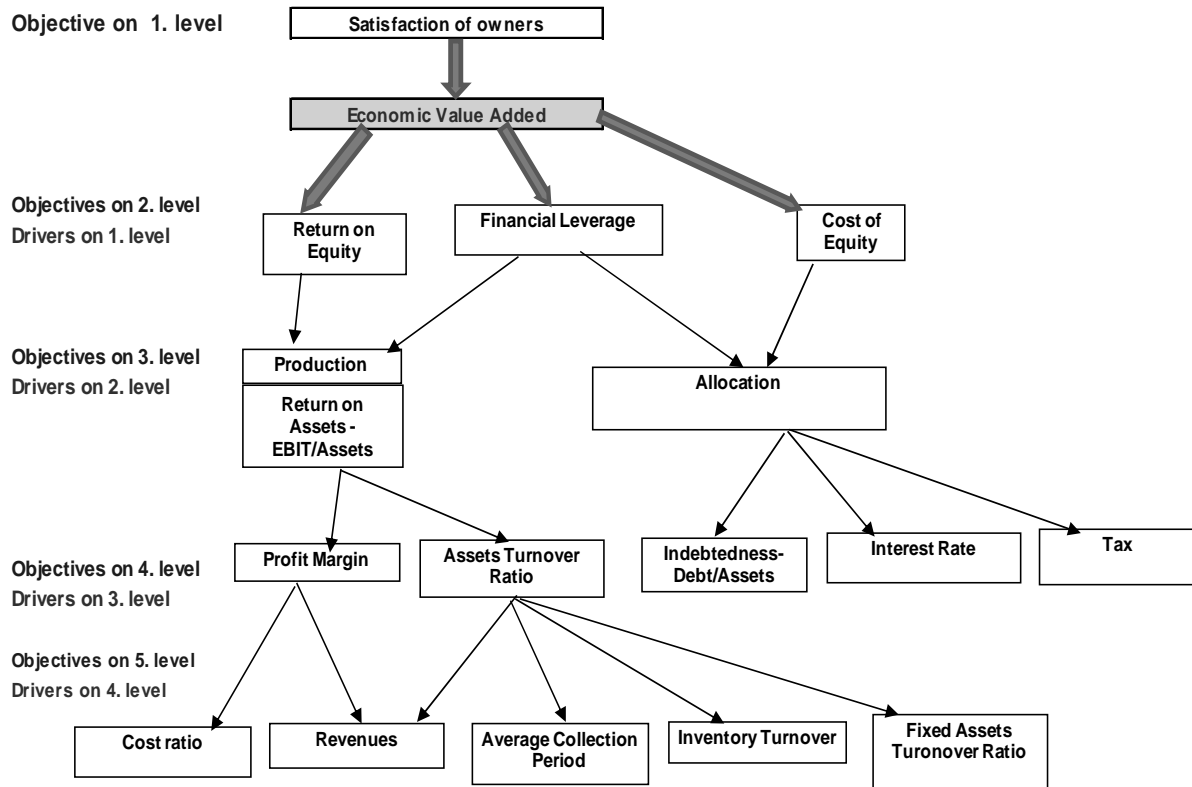 Objective on 1. level
Satisfaction of owners
Economic Value Added
Objectives on 2. level
Drivers on 1. level
Return on
Equity
Financial Leverage
Cost of
Equity
Objectives on 3. level
Drivers on 2. level
Production
Return on
Assets -
EBIT/Assets
Allocation
Objectives on 4. level
Drivers on 3. level
Profit Margin
Assets Turnover
Ratio
Indebtedness-
Debt/Assets
Interest Rate
Tax
Objectives on 5. level
Drivers on 4. level
Cost ratio
Revenues
Average Collection
Period
Inventory Turnover
Fixed Assets
Turonover Ratio